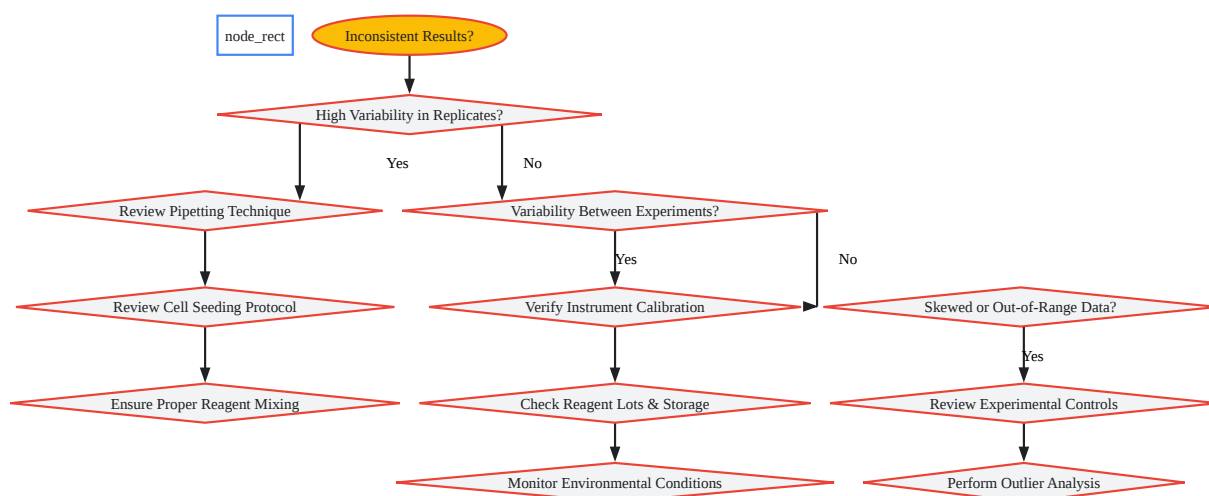 node_rect
Inconsistent Results?
High Variability in Replicates?
Yes
No
Review Pipetting Technique
Variability Between Experiments?
Yes
No
Review Cell Seeding Protocol
Verify Instrument Calibration
Skewed or Out-of-Range Data?
Yes
Ensure Proper Reagent Mixing
Check Reagent Lots & Storage
Review Experimental Controls
Monitor Environmental Conditions
Perform Outlier Analysis